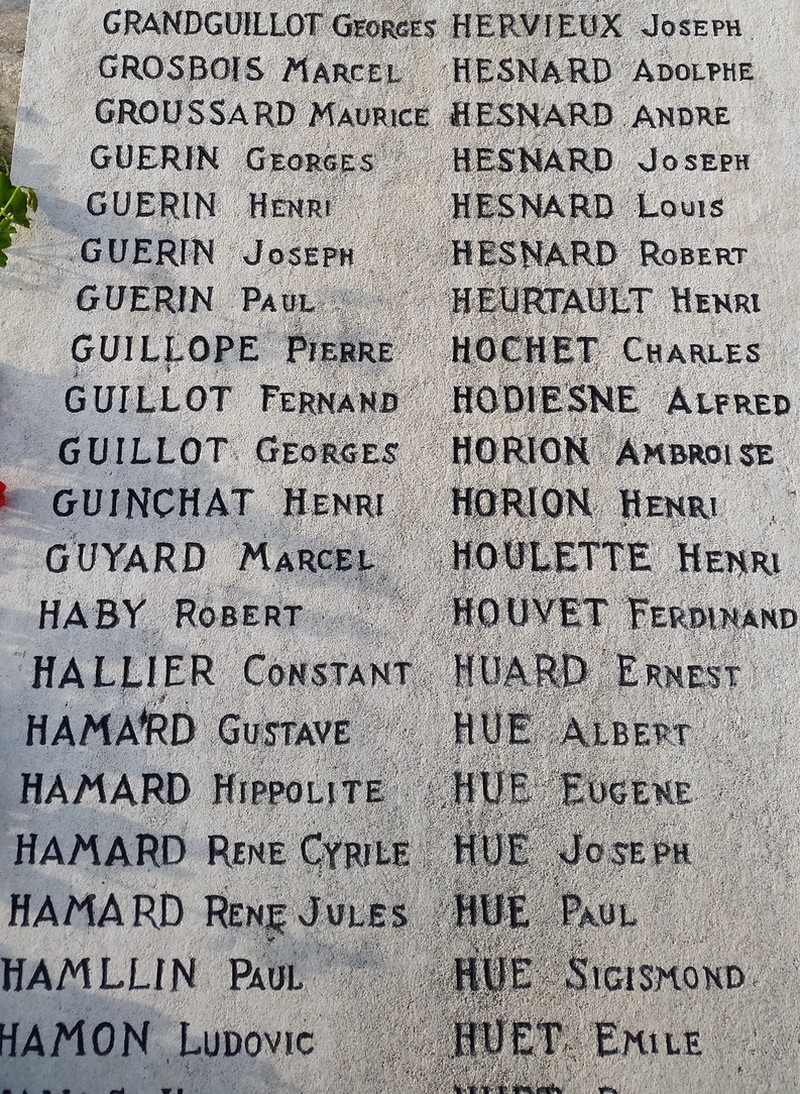 GRANDGUILLOT GEORGES
GROSBOIS MARCEL
GROUSSARD MAURICE
GUERIN GEORGES
GUERIN HENRI
GUERIN JOSEPH
GUERIN PAUL
GUILLOPE PIERRE
GUILLOT FERNAND
GUILLOT GEORGES
GUINCHAT HENRI
GUYARD MARCEL
HABY ROBERT
HALLIER CONSTANT
HAMARD GUSTAVE
HAMARD HIPPOLITE
HAMARD RENE CYRILE
HAMARD RENE JULES
HAMLLIN PAUL
HAMON LUDOVIC
HERVIEUX JOSEPH
HESNARD ADOLPHE
HESNARD ANDRE
HESNARD JOSEPH
HESNARD LOUIS
HESNARD ROBERT
HEURTAULT HENRI
HOCHET CHARLES
HODIESNE ALFRED
HORION AMBROISE
HORION HENRI
HOULETTE HENRI
HOUVET FERDINAND
HUARD ERNEST
HUE ALBERT
HUE EUGENE
HUE JOSEPH
HUE PAUL
HUE SIGISMOND
HUET EMILE